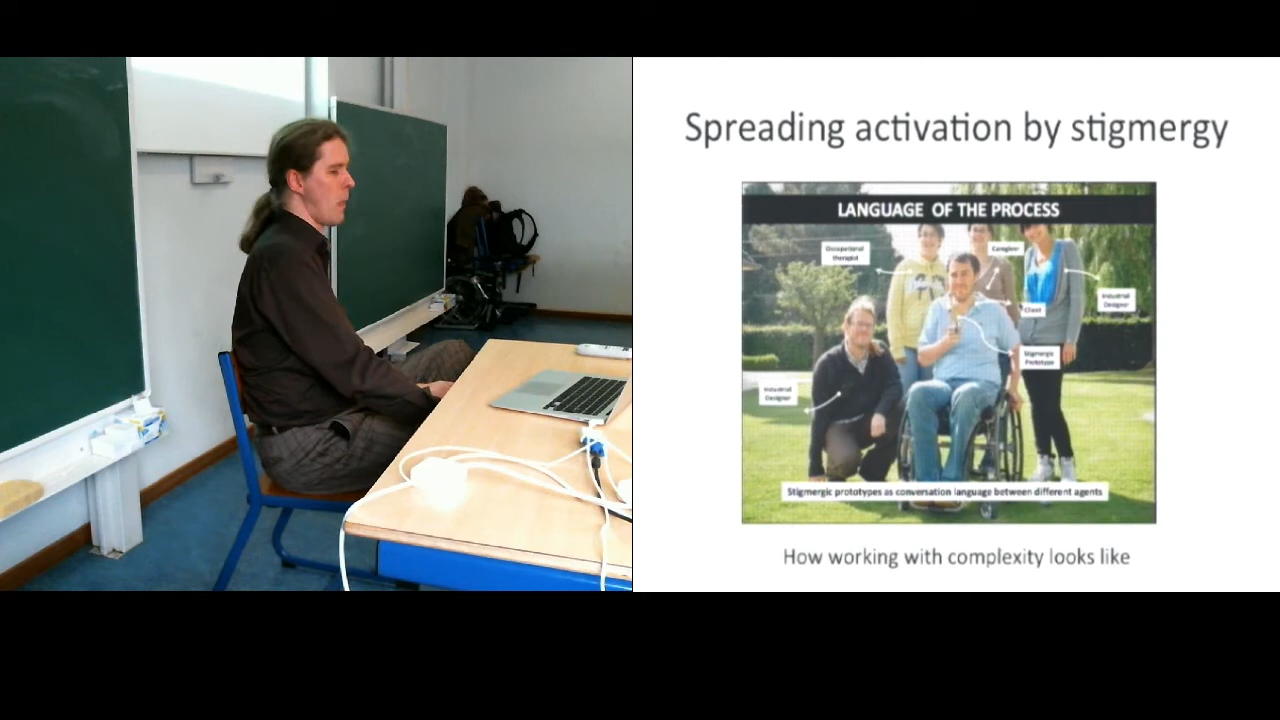 Spreading activation by stigmergy
LANGUAGE OF THE PROCESS
Occupational
therapist
Caregiver
Client
Industrial
Designer
Stigmergic
Prototype
Industrial
Designer
Stigmergic prototypes as conversation language between different agents
How working with complexity looks like